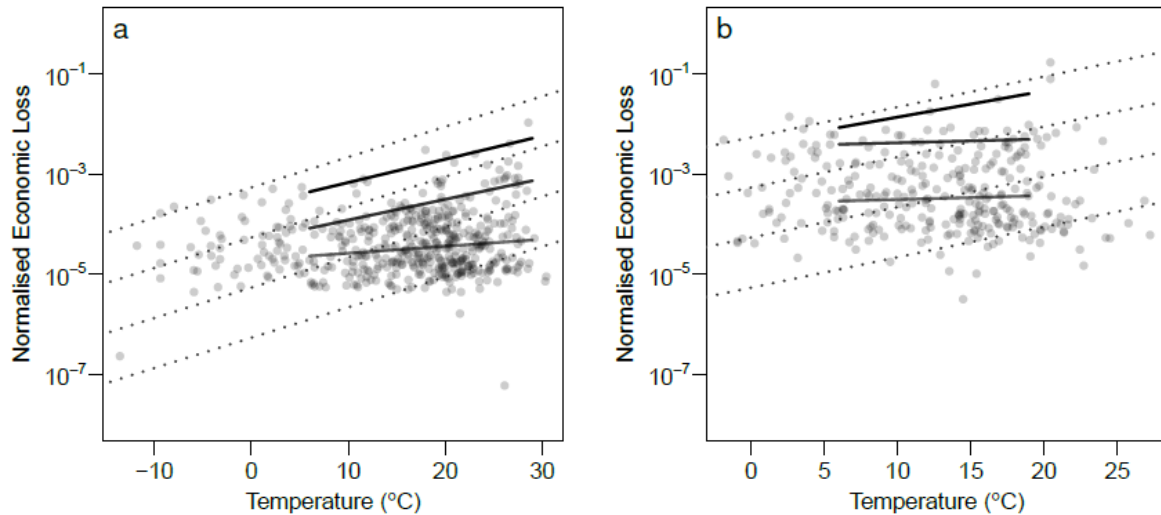 a
Normalised Economic Loss
10⁻¹
10⁻³
10⁻⁵
10⁻⁷
−10 0 10 20 30
Temperature (°C)
b
Normalised Economic Loss
10⁻¹
10⁻³
10⁻⁵
10⁻⁷
0 5 10 15 20 25
Temperature (°C)